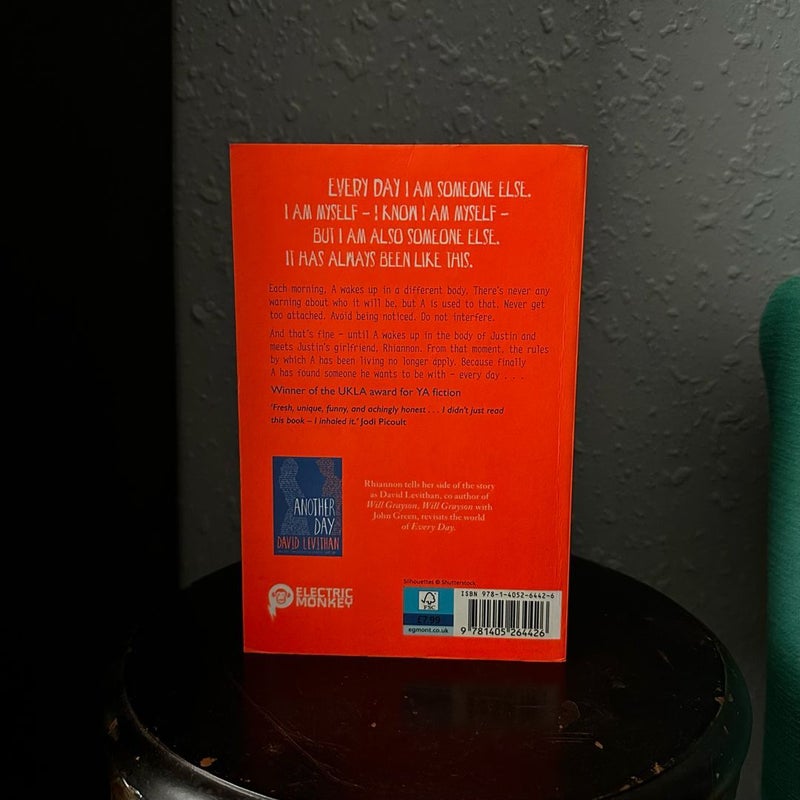 EVERY DAY I AM SOMEONE ELSE.
I AM MYSELF – I KNOW I AM MYSELF –
BUT I AM ALSO SOMEONE ELSE.
IT HAS ALWAYS BEEN LIKE THIS.
Each morning, A wakes up in a different body. There's never any
warning about who it will be, but A is used to that. Never get
too attached. Avoid being noticed. Do not interfere.
And that's fine – until A wakes up in the body of Justin and
meets Justin's girlfriend, Rhiannon. From that moment, the rules
by which A has been living no longer apply. Because finally
A has found someone he wants to be with – every day . . .
Winner of the UKLA award for YA fiction
'Fresh, unique, funny, and achingly honest . . . I didn't just read
this book – I inhaled it.' Jodi Picoult
ANOTHER
DAY
DAVID LEVITHAN
Rhiannon tells her side of the story
as David Levithan, co author of
Will Grayson, Will Grayson with
John Green, revisits the world
of Every Day.
ELECTRIC
MONKEY
Silhouettes © Shutterstock
FSC
£7.99
egmont.co.uk
ISBN 978-1-4052-6442-6
9 781405 264426